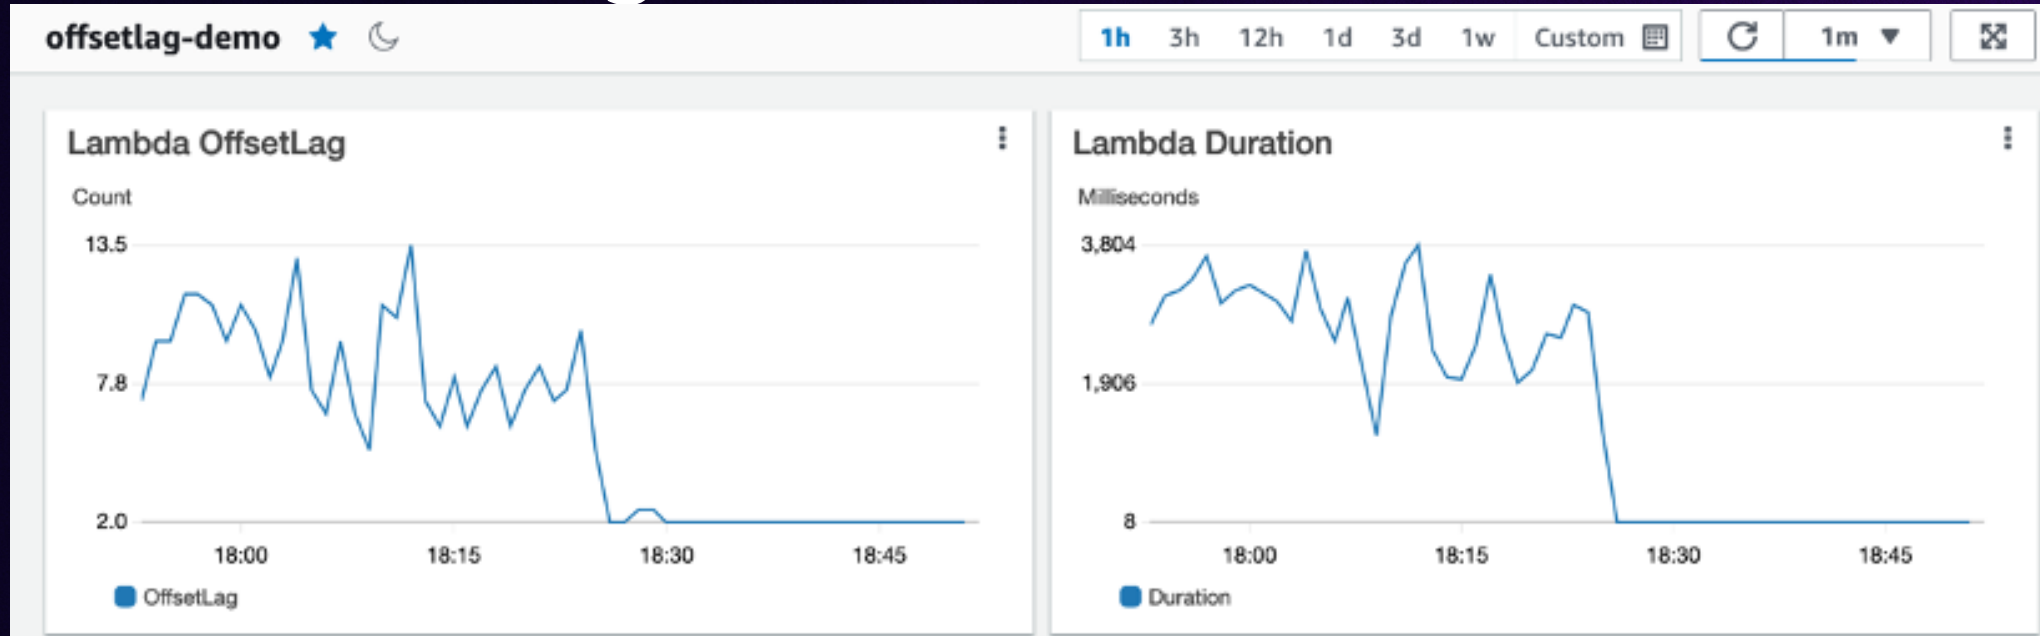 offsetlag-demo
1h 3h 12h 1d 3d 1w Custom 1m
Lambda OffsetLag
Count
13.5
7.8
2.0
18:00 18:15 18:30 18:45
OffsetLag
Lambda Duration
Milliseconds
3,804
1,906
8
18:00 18:15 18:30 18:45
Duration